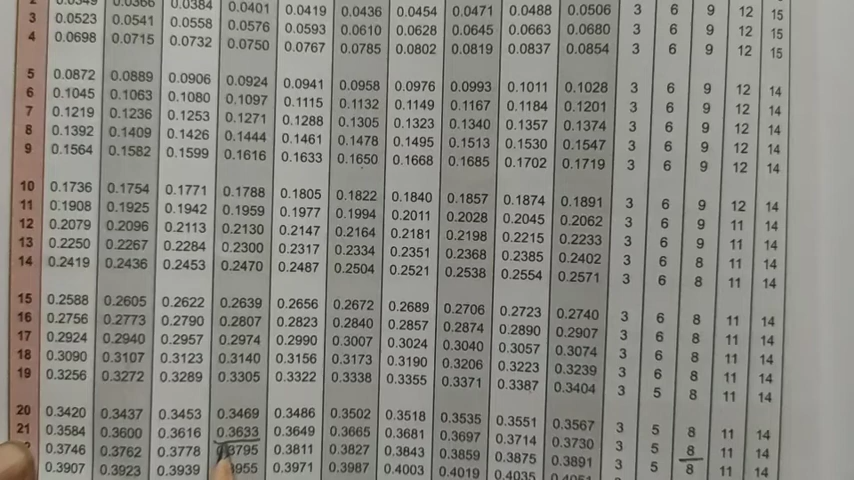 2 0.0349 0.0366 0.0384 0.0401 0.0419 0.0436 0.0454 0.0471 0.0488 0.0506 3 6 9 12 15
3 0.0523 0.0541 0.0558 0.0576 0.0593 0.0610 0.0628 0.0645 0.0663 0.0680 3 6 9 12 15
4 0.0698 0.0715 0.0732 0.0750 0.0767 0.0785 0.0802 0.0819 0.0837 0.0854 3 6 9 12 15
5 0.0872 0.0889 0.0906 0.0924 0.0941 0.0958 0.0976 0.0993 0.1011 0.1028 3 6 9 12 14
6 0.1045 0.1063 0.1080 0.1097 0.1115 0.1132 0.1149 0.1167 0.1184 0.1201 3 6 9 12 14
7 0.1219 0.1236 0.1253 0.1271 0.1288 0.1305 0.1323 0.1340 0.1357 0.1374 3 6 9 12 14
8 0.1392 0.1409 0.1426 0.1444 0.1461 0.1478 0.1495 0.1513 0.1530 0.1547 3 6 9 12 14
9 0.1564 0.1582 0.1599 0.1616 0.1633 0.1650 0.1668 0.1685 0.1702 0.1719 3 6 9 12 14
10 0.1736 0.1754 0.1771 0.1788 0.1805 0.1822 0.1840 0.1857 0.1874 0.1891 3 6 9 12 14
11 0.1908 0.1925 0.1942 0.1959 0.1977 0.1994 0.2011 0.2028 0.2045 0.2062 3 6 9 11 14
12 0.2079 0.2096 0.2113 0.2130 0.2147 0.2164 0.2181 0.2198 0.2215 0.2233 3 6 9 11 14
13 0.2250 0.2267 0.2284 0.2300 0.2317 0.2334 0.2351 0.2368 0.2385 0.2402 3 6 8 11 14
14 0.2419 0.2436 0.2453 0.2470 0.2487 0.2504 0.2521 0.2538 0.2554 0.2571 3 6 8 11 14
15 0.2588 0.2605 0.2622 0.2639 0.2656 0.2672 0.2689 0.2706 0.2723 0.2740 3 6 8 11 14
16 0.2756 0.2773 0.2790 0.2807 0.2823 0.2840 0.2857 0.2874 0.2890 0.2907 3 6 8 11 14
17 0.2924 0.2940 0.2957 0.2974 0.2990 0.3007 0.3024 0.3040 0.3057 0.3074 3 6 8 11 14
18 0.3090 0.3107 0.3123 0.3140 0.3156 0.3173 0.3190 0.3206 0.3223 0.3239 3 6 8 11 14
19 0.3256 0.3272 0.3289 0.3305 0.3322 0.3338 0.3355 0.3371 0.3387 0.3404 3 5 8 11 14
20 0.3420 0.3437 0.3453 0.3469 0.3486 0.3502 0.3518 0.3535 0.3551 0.3567 3 5 8 11 14
21 0.3584 0.3600 0.3616 0.3633 0.3649 0.3665 0.3681 0.3697 0.3714 0.3730 3 5 8 11 14
0.3746 0.3762 0.3778 0.3795 0.3811 0.3827 0.3843 0.3859 0.3875 0.3891 3 5 8 11 14
0.3907 0.3923 0.3939 3955 0.3971 0.3987 0.4003 0.4019 0.4035